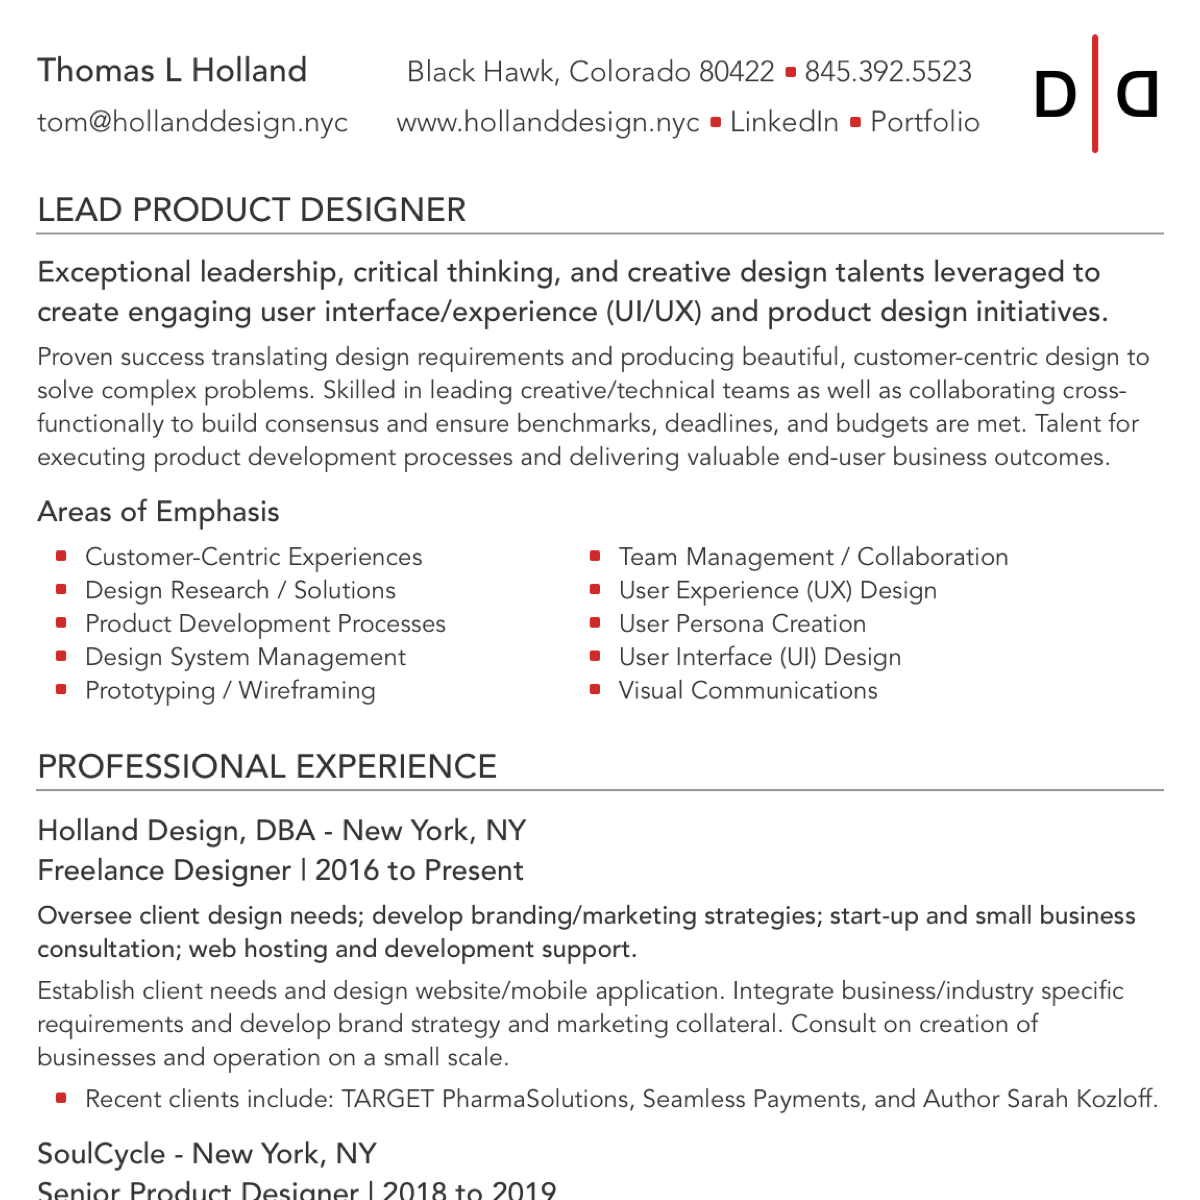 Thomas L Holland
Black Hawk, Colorado 80422 ▪ 845.392.5523
tom@hollanddesign.nyc
www.hollanddesign.nyc ▪ LinkedIn ▪ Portfolio
D|D
LEAD PRODUCT DESIGNER
Exceptional leadership, critical thinking, and creative design talents leveraged to
create engaging user interface/experience (UI/UX) and product design initiatives.
Proven success translating design requirements and producing beautiful, customer-centric design to
solve complex problems. Skilled in leading creative/technical teams as well as collaborating cross-
functionally to build consensus and ensure benchmarks, deadlines, and budgets are met. Talent for
executing product development processes and delivering valuable end-user business outcomes.
Areas of Emphasis
▪ Customer-Centric Experiences
▪ Design Research / Solutions
▪ Product Development Processes
▪ Design System Management
▪ Prototyping / Wireframing
▪ Team Management / Collaboration
▪ User Experience (UX) Design
▪ User Persona Creation
▪ User Interface (UI) Design
▪ Visual Communications
PROFESSIONAL EXPERIENCE
Holland Design, DBA - New York, NY
Freelance Designer | 2016 to Present
Oversee client design needs; develop branding/marketing strategies; start-up and small business
consultation; web hosting and development support.
Establish client needs and design website/mobile application. Integrate business/industry specific
requirements and develop brand strategy and marketing collateral. Consult on creation of
businesses and operation on a small scale.
▪ Recent clients include: TARGET PharmaSolutions, Seamless Payments, and Author Sarah Kozloff.
SoulCycle - New York, NY
Senior Product Designer | 2018 to 2019